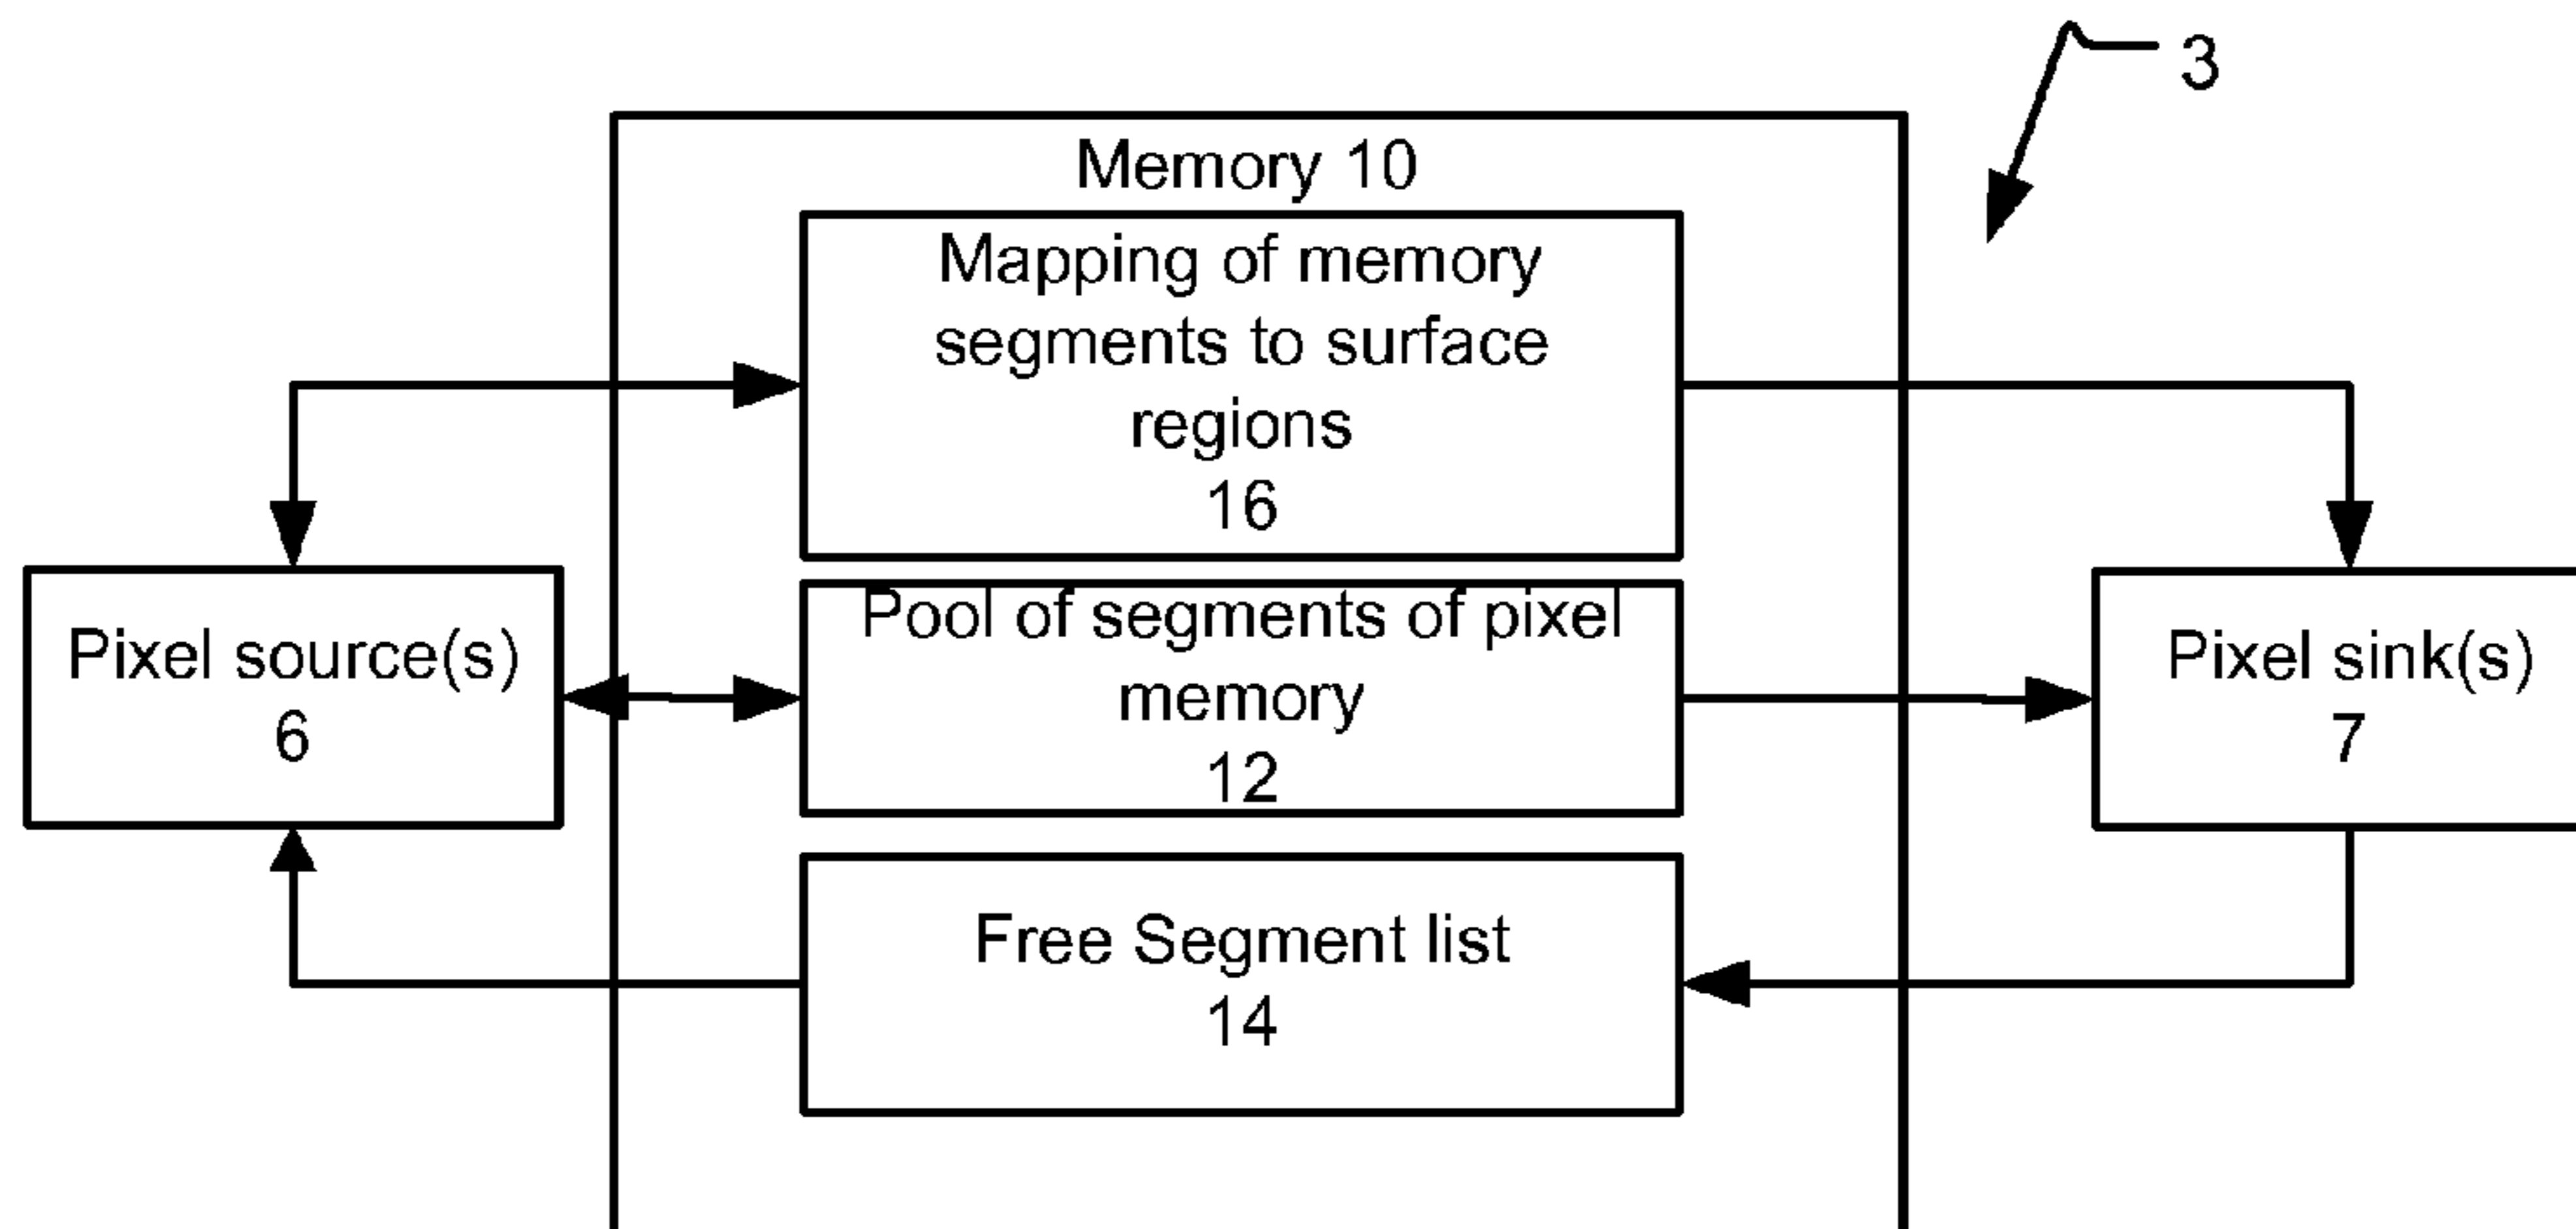 3
Memory 10
Mapping of memory
segments to surface
regions
16
Pixel source(s)
6
Pool of segments of pixel
memory
12
Pixel sink(s)
7
Free Segment list
14